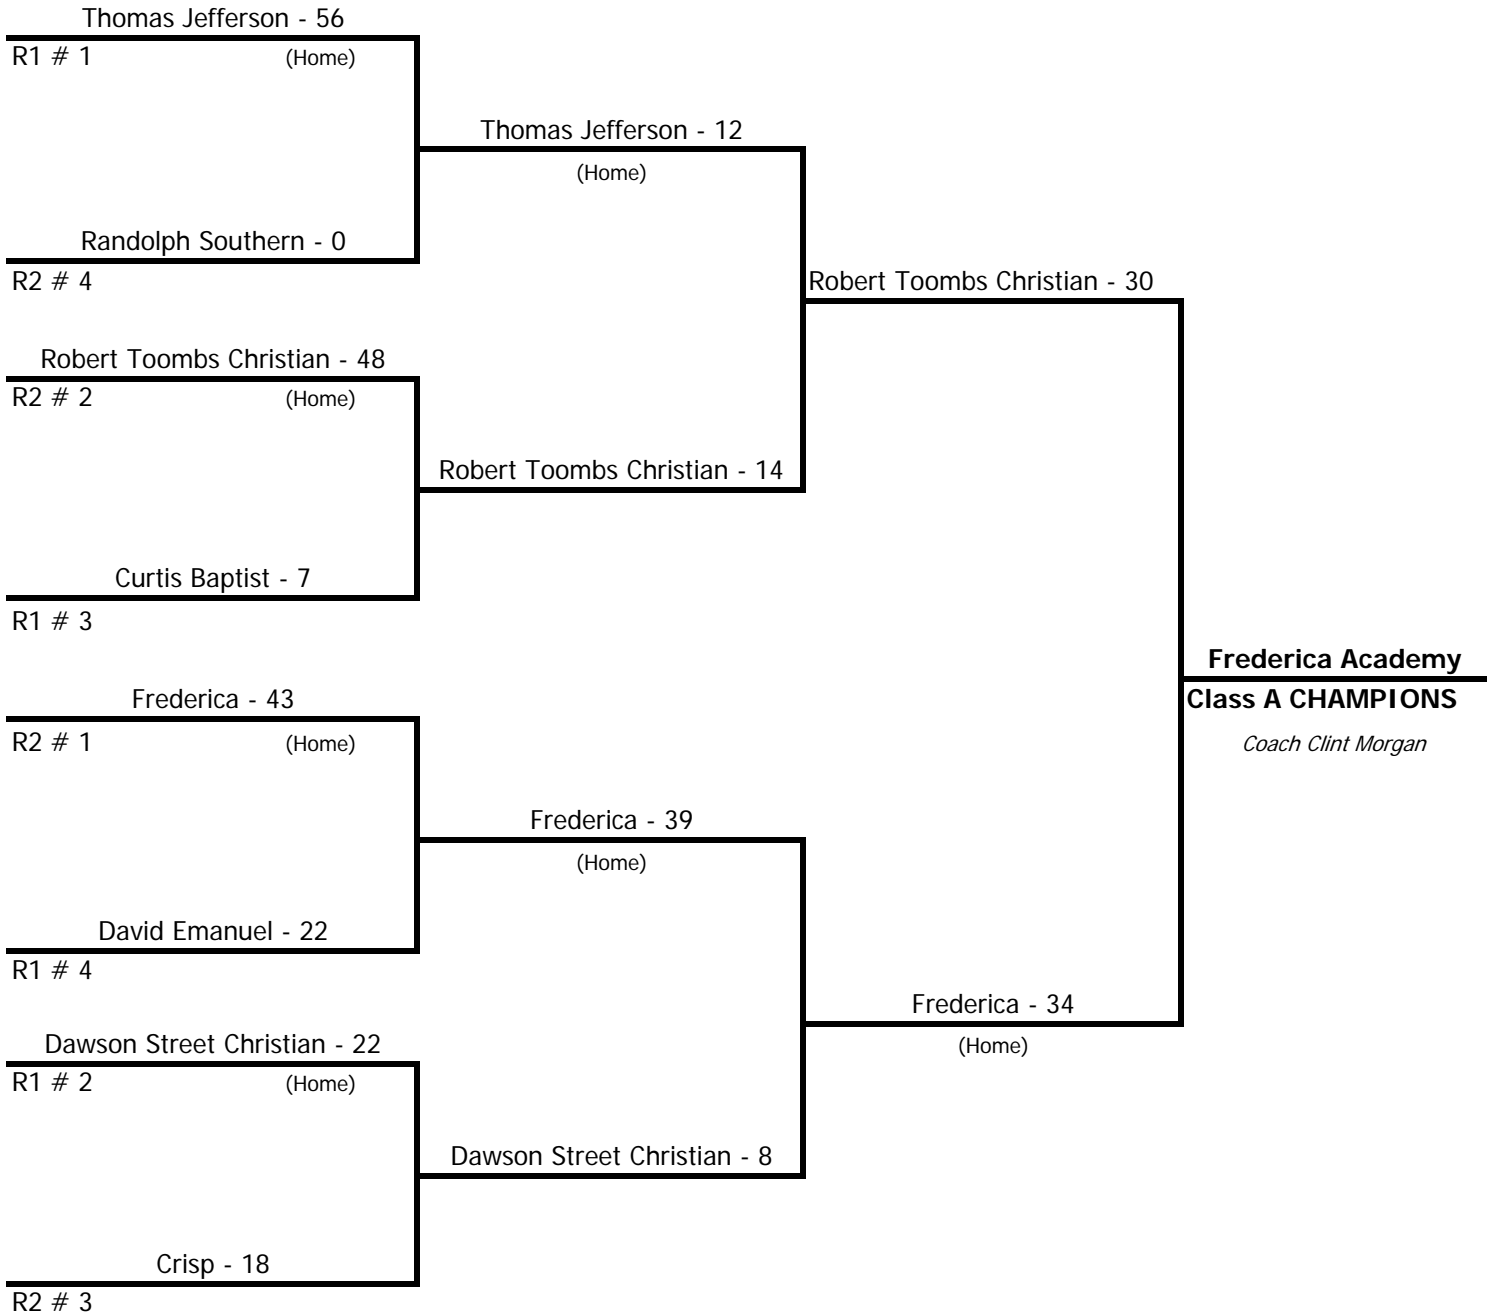 Thomas Jefferson - 56
R1 # 1 (Home)
Thomas Jefferson - 12
(Home)
Randolph Southern - 0
R2 # 4
Robert Toombs Christian - 30
Robert Toombs Christian - 48
R2 # 2 (Home)
Robert Toombs Christian - 14
Curtis Baptist - 7
R1 # 3
Frederica Academy
Class A CHAMPIONS
Coach Clint Morgan
Frederica - 43
R2 # 1 (Home)
Frederica - 39
(Home)
David Emanuel - 22
R1 # 4
Frederica - 34
(Home)
Dawson Street Christian - 22
R1 # 2 (Home)
Dawson Street Christian - 8
Crisp - 18
R2 # 3